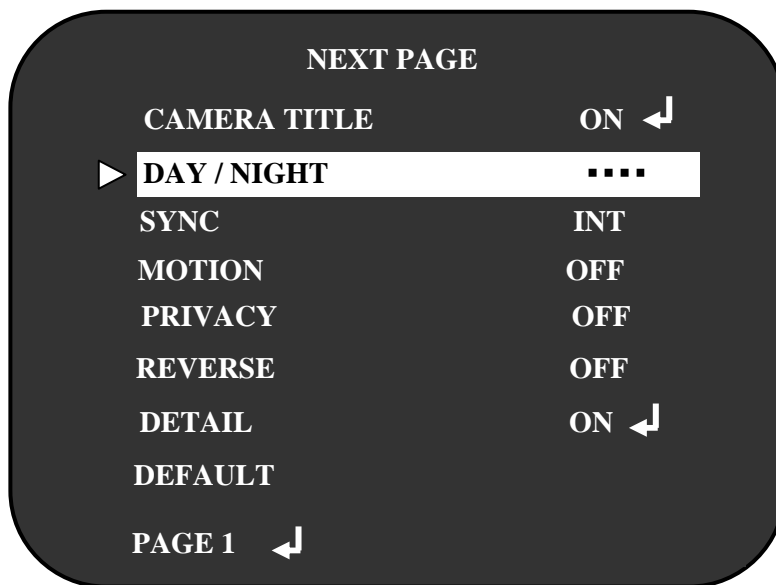 NEXT PAGE
CAMERA TITLE ON ↲
DAY / NIGHT ▪▪▪▪
SYNC INT
MOTION OFF
PRIVACY OFF
REVERSE OFF
DETAIL ON ↲
DEFAULT
PAGE 1 ↲